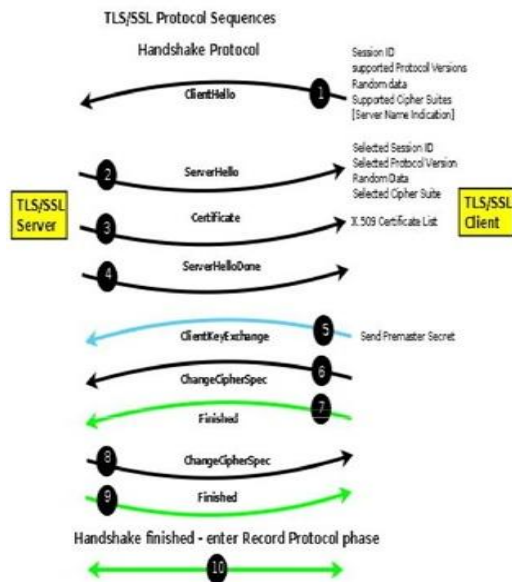 TLS/SSL Protocol Sequences
Handshake Protocol
1
ClientHello
Session ID
supported Protocol Versions
Random data
Supported Cipher Suites
[Server Name Indication]
2
ServerHello
Selected Session ID
Selected Protocol Version
Random Data
Selected Cipher Suite
TLS/SSL
Server
TLS/SSL
Client
3
Certificate
X.509 Certificate List
4
ServerHelloDone
5
ClientKeyExchange
Send Premaster Secret
6
ChangeCipherSpec
7
Finished
8
ChangeCipherSpec
9
Finished
Handshake finished - enter Record Protocol phase
10